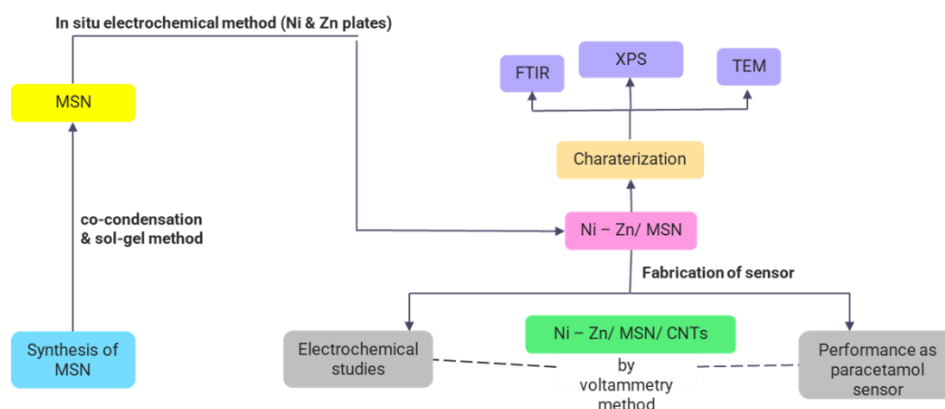 In situ electrochemical method (Ni & Zn plates)
XPS
FTIR
TEM
MSN
Charaterization
co-condensation
& sol-gel method
Ni – Zn/ MSN
Fabrication of sensor
Ni – Zn/ MSN/ CNTs
Synthesis of
MSN
Electrochemical
studies
by
voltammetry
method
Performance as
paracetamol
sensor